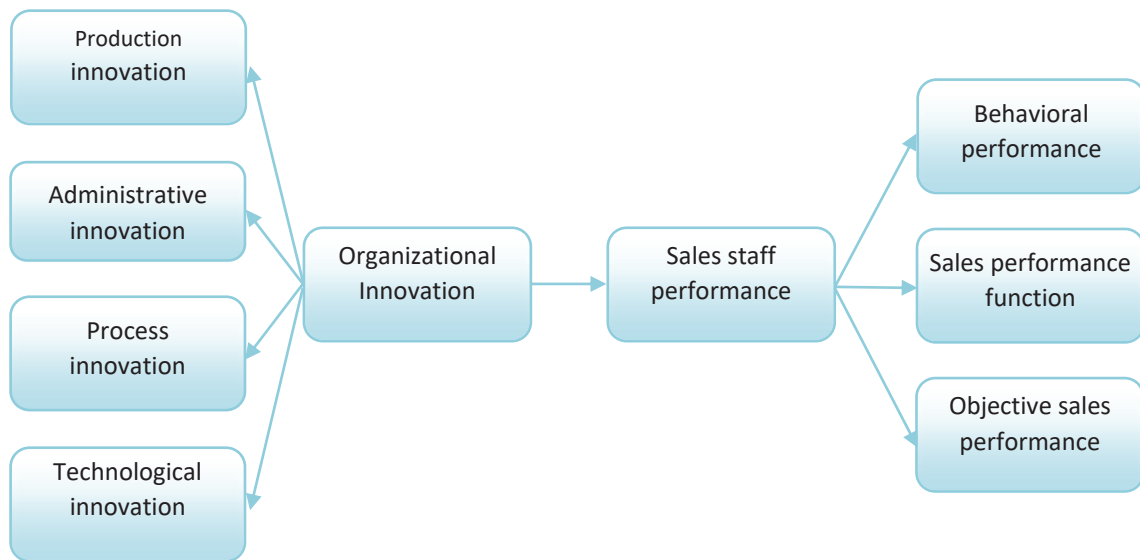 Production
innovation
Administrative
innovation
Process
innovation
Technological
innovation
Organizational
Innovation
Sales staff
performance
Behavioral
performance
Sales performance
function
Objective sales
performance